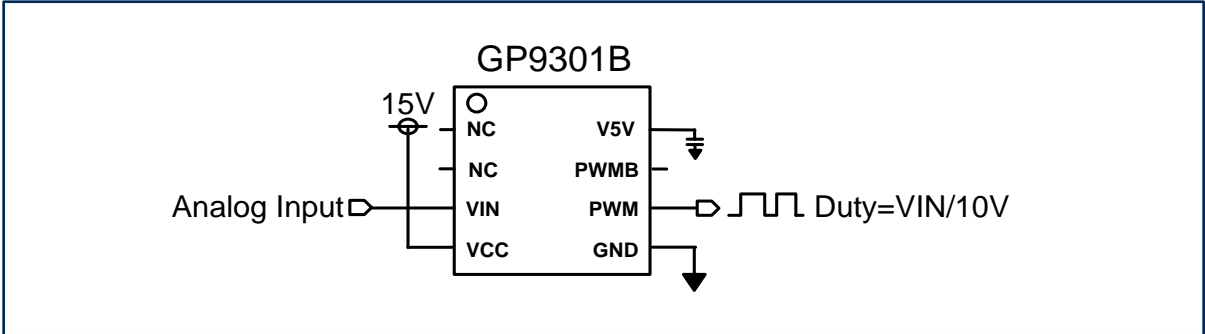 GP9301B
15V
NC V5V
NC PWMB
Analog Input VIN PWM Duty=VIN/10V
VCC GND